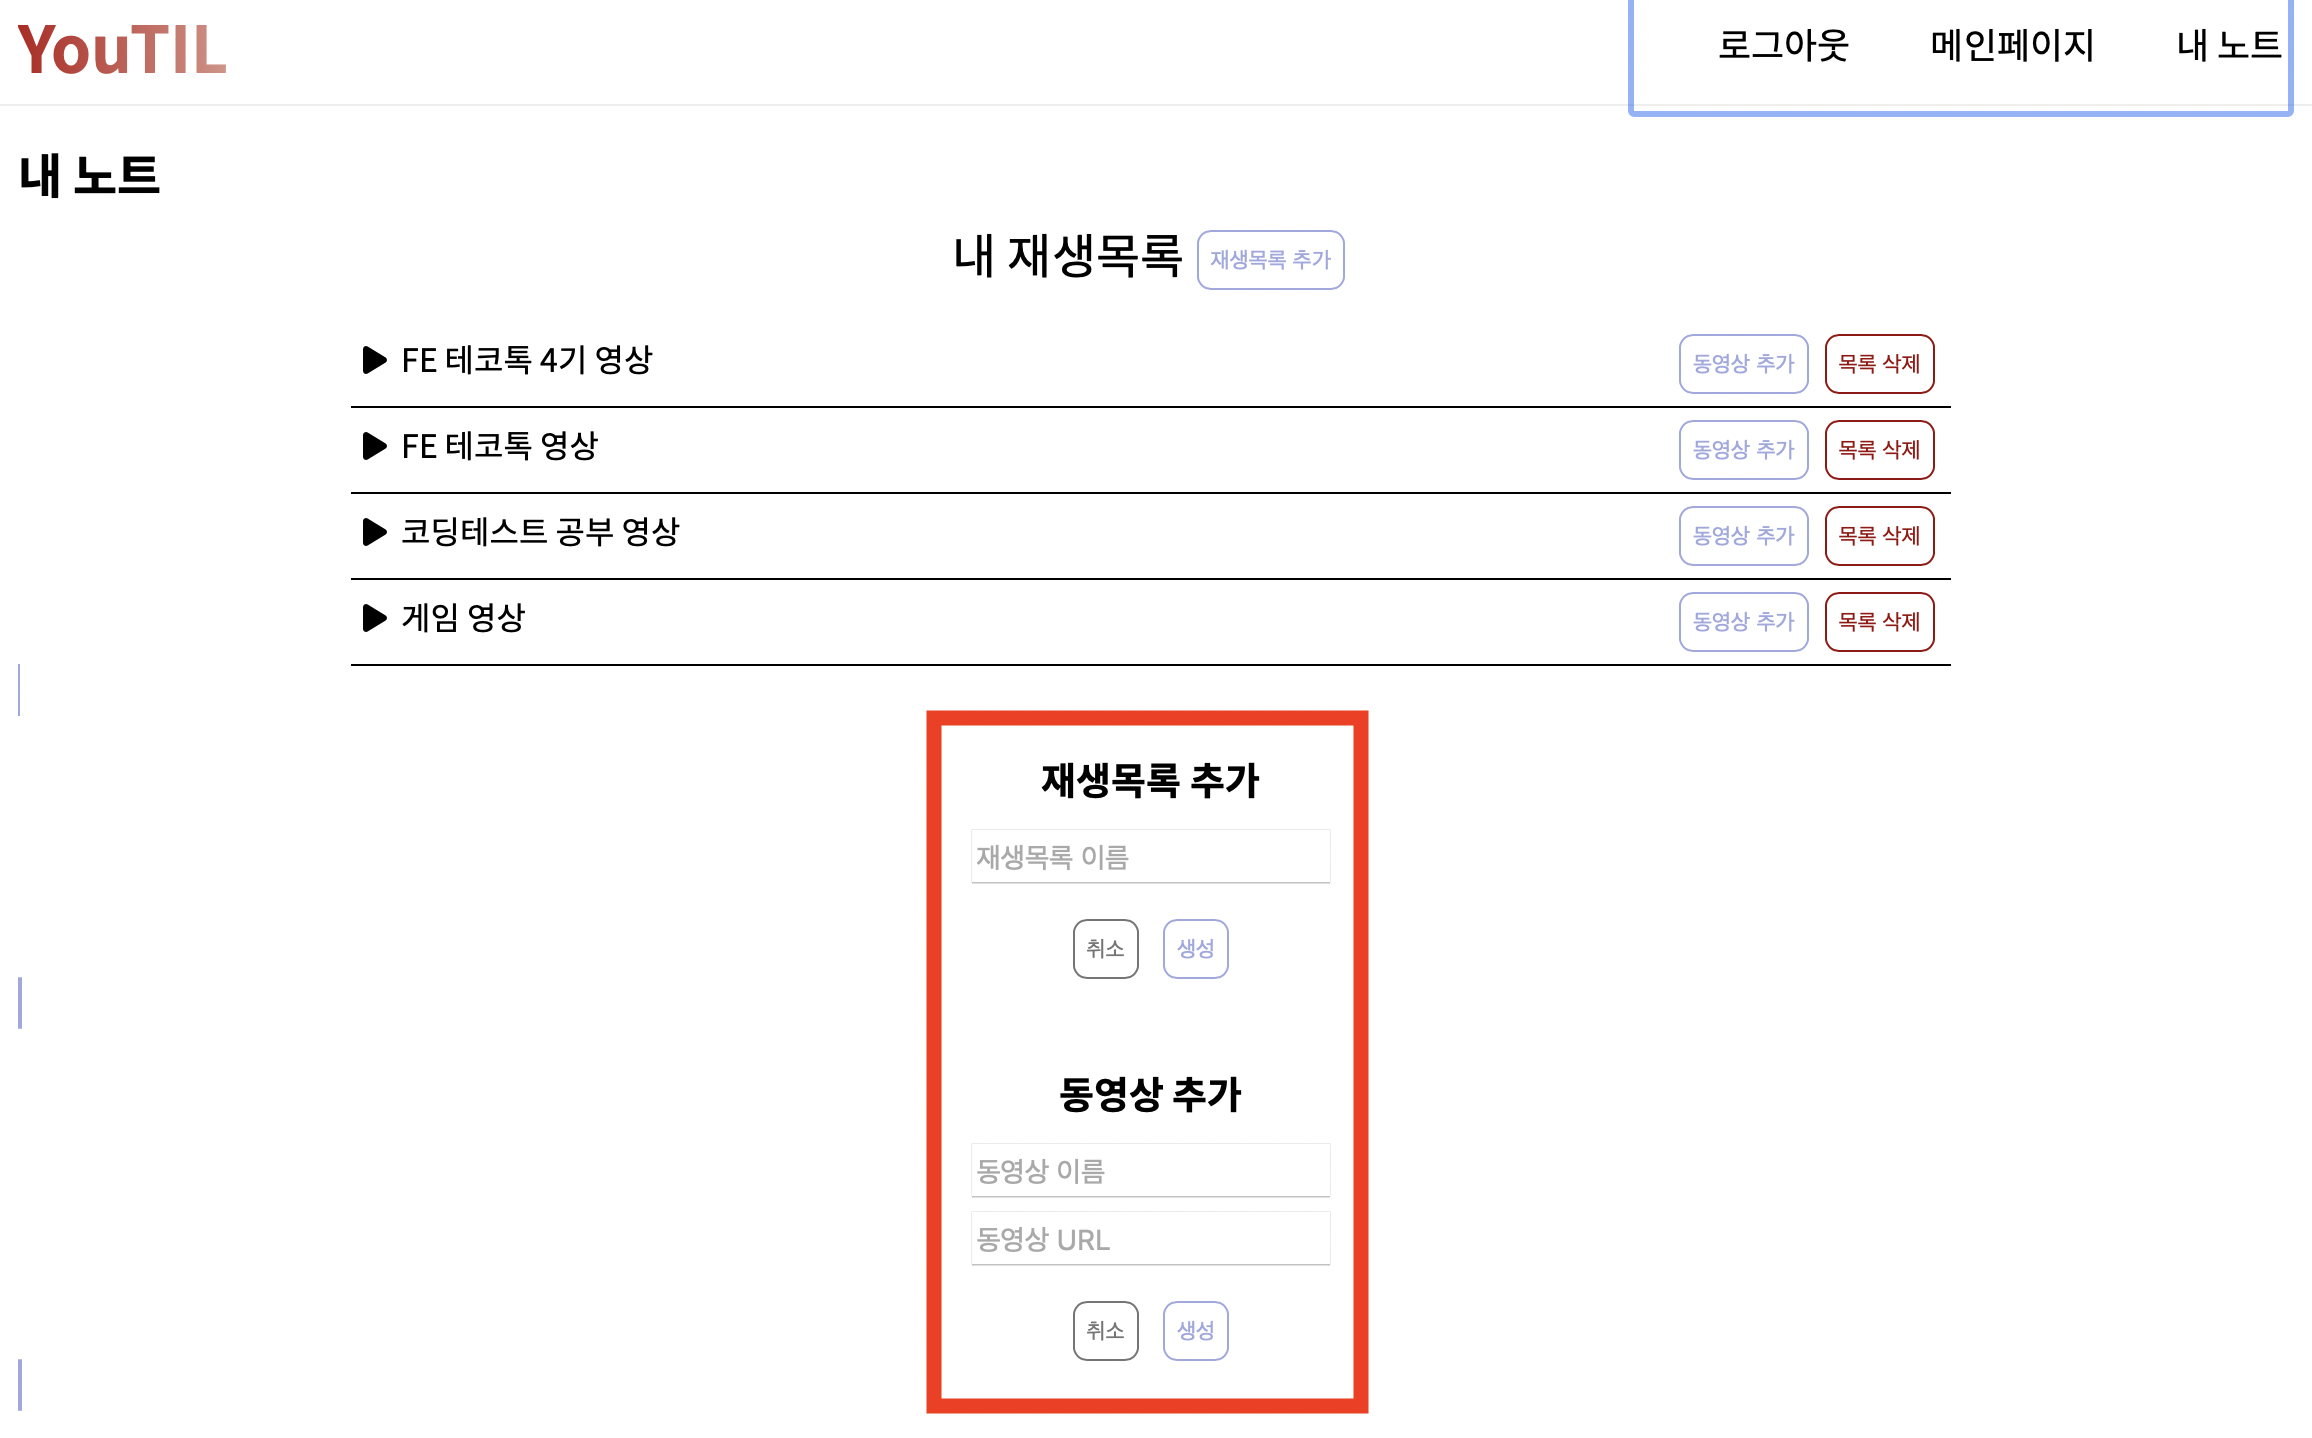 YouTIL
로그아웃 메인페이지 내 노트
내 노트
내 재생목록 재생목록 추가
FE 테코톡 4기 영상 동영상 추가 목록 삭제
FE 테코톡 영상 동영상 추가 목록 삭제
코딩테스트 공부 영상 동영상 추가 목록 삭제
게임 영상 동영상 추가 목록 삭제
재생목록 추가
재생목록 이름
취소 생성
동영상 추가
동영상 이름
동영상 URL
취소 생성